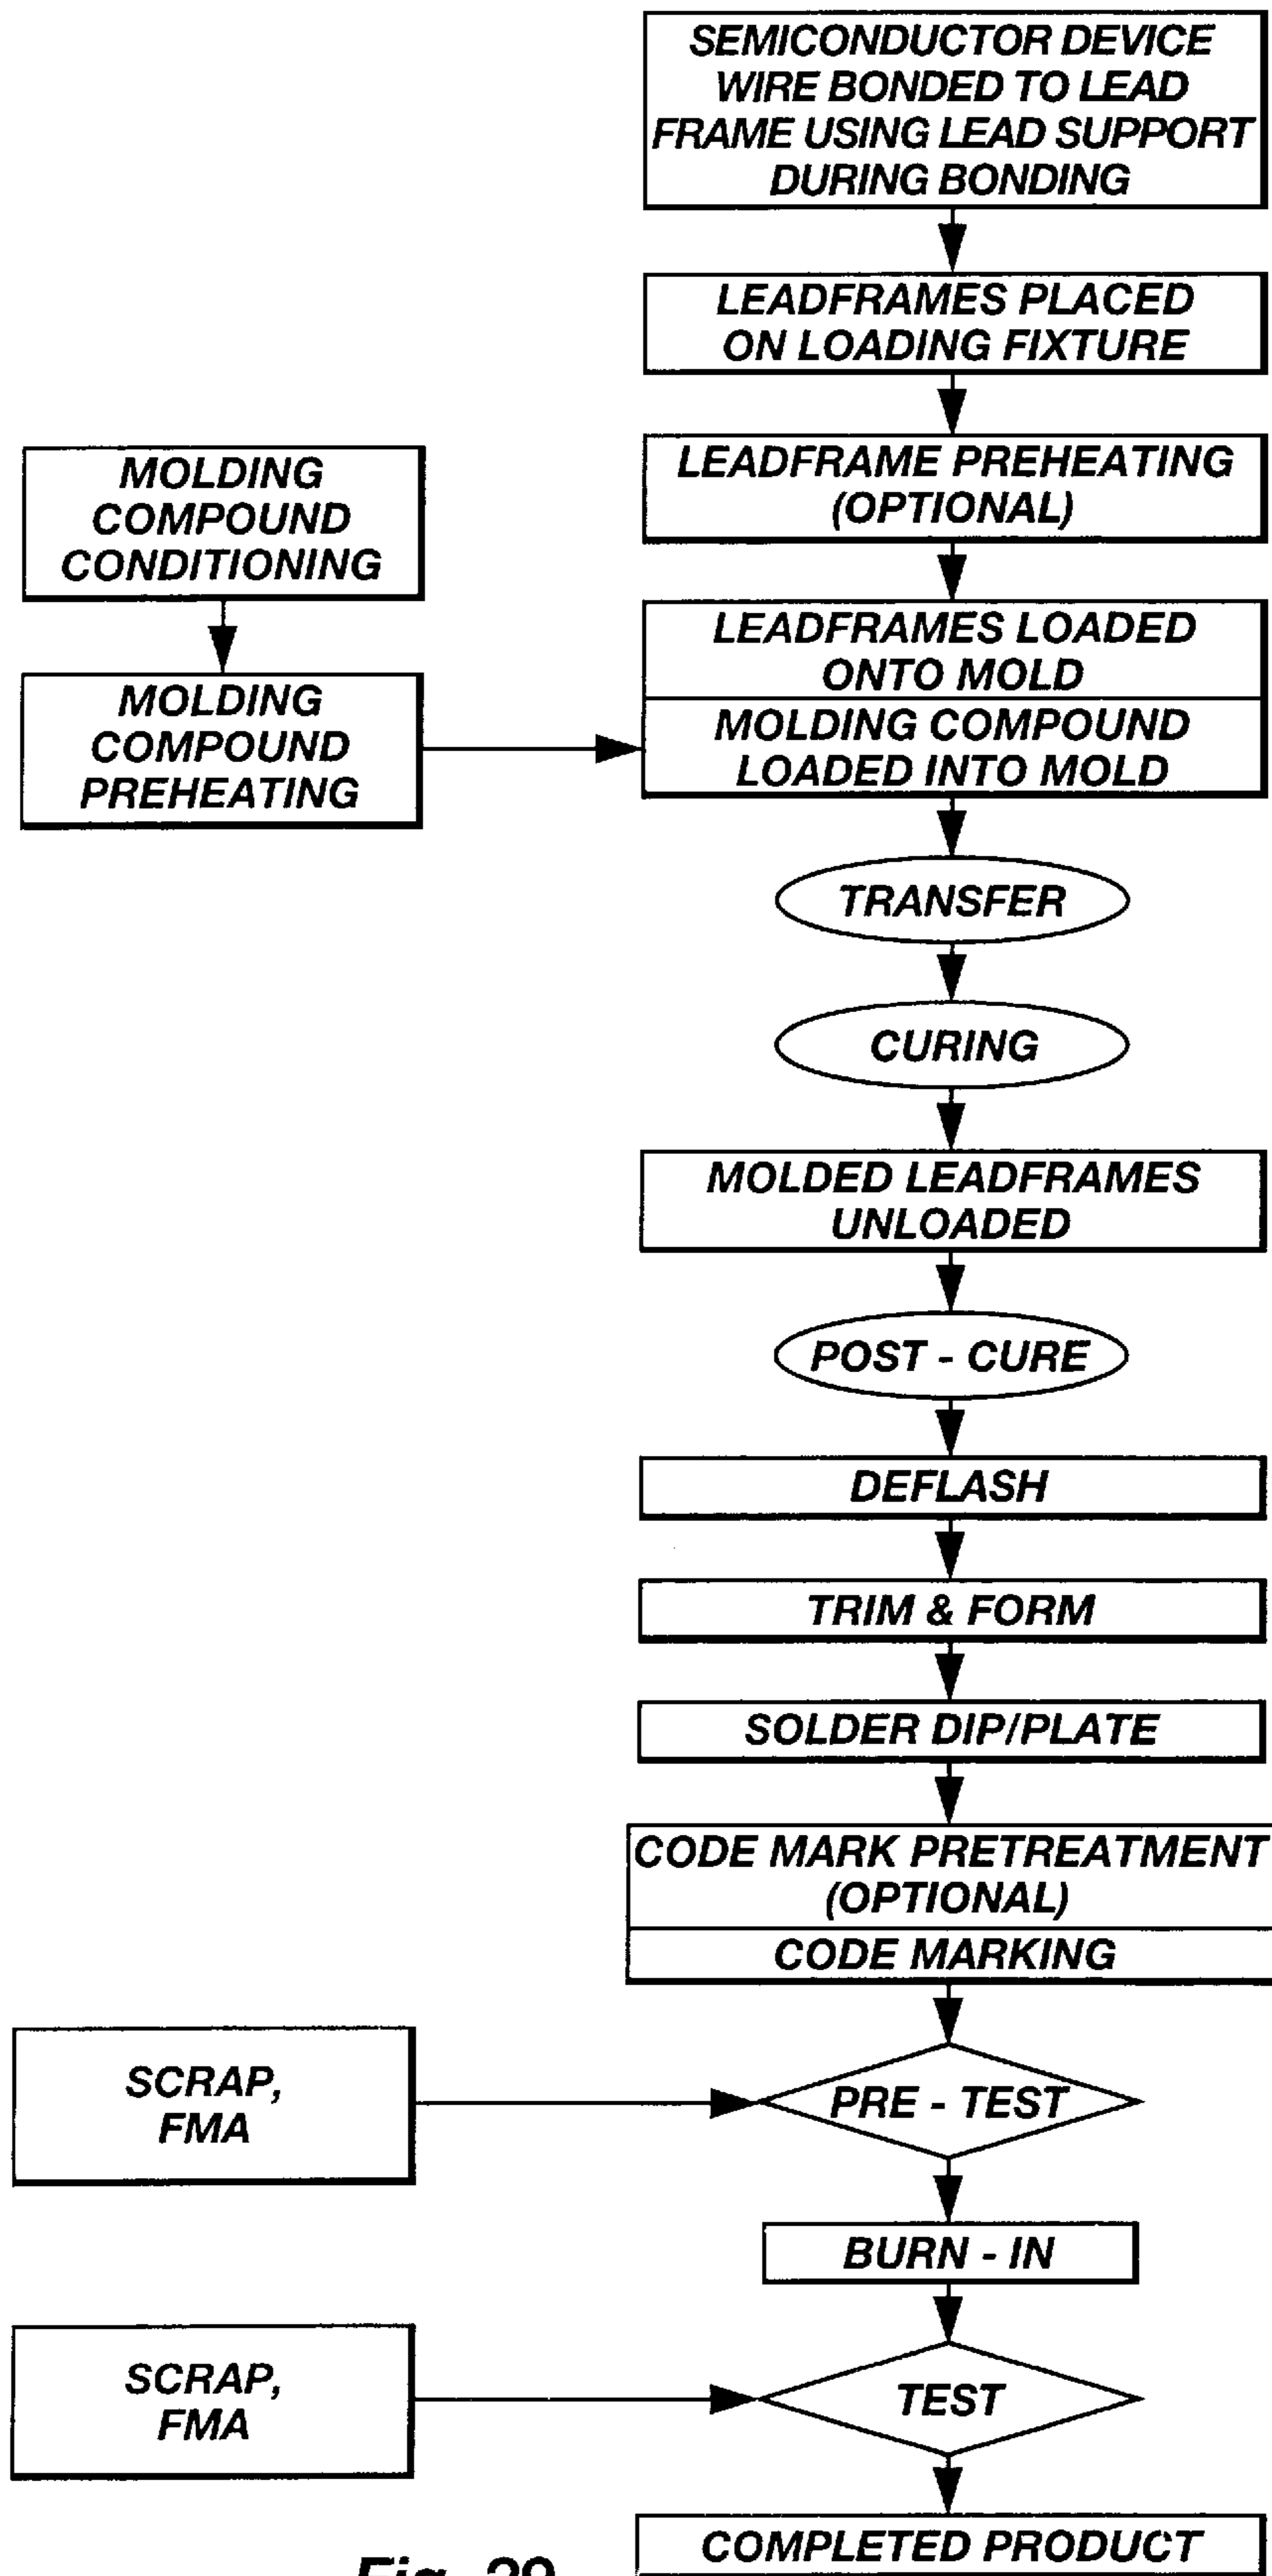 SEMICONDUCTOR DEVICE
WIRE BONDED TO LEAD
FRAME USING LEAD SUPPORT
DURING BONDING
LEADFRAMES PLACED
ON LOADING FIXTURE
LEADFRAME PREHEATING
(OPTIONAL)
MOLDING
COMPOUND
CONDITIONING
LEADFRAMES LOADED
ONTO MOLD
MOLDING
COMPOUND
PREHEATING
MOLDING COMPOUND
LOADED INTO MOLD
TRANSFER
CURING
MOLDED LEADFRAMES
UNLOADED
POST - CURE
DEFLASH
TRIM & FORM
SOLDER DIP/PLATE
CODE MARK PRETREATMENT
(OPTIONAL)
CODE MARKING
SCRAP,
FMA
PRE - TEST
BURN - IN
SCRAP,
FMA
TEST
COMPLETED PRODUCT
Fig.